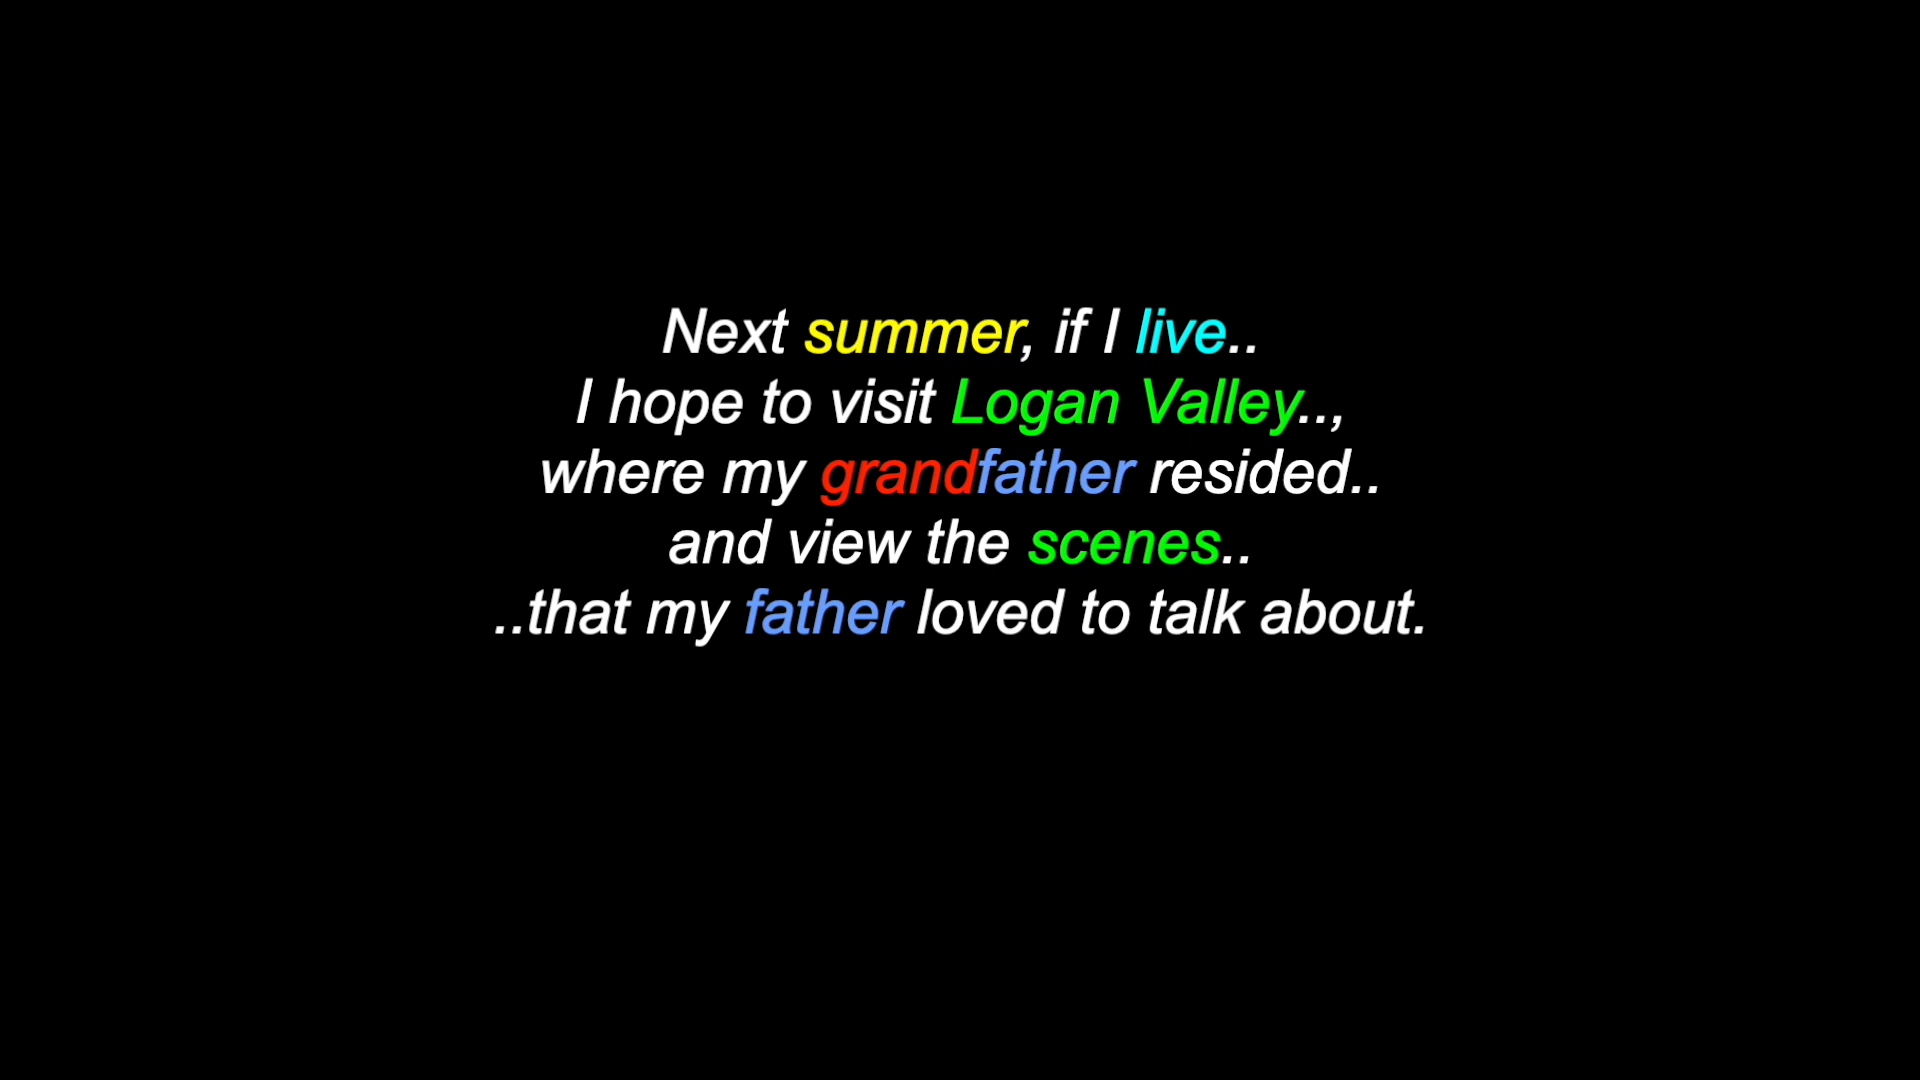 Next summer, if I live..
I hope to visit Logan Valley..,
where my grandfather resided..
and view the scenes..
..that my father loved to talk about.